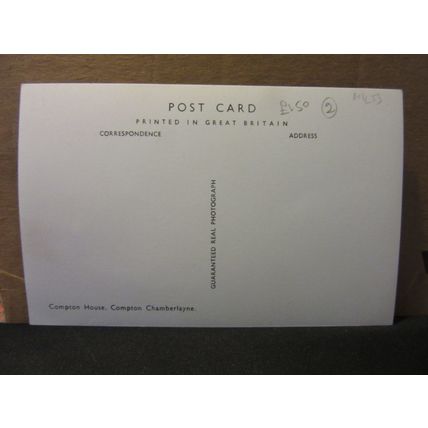 POST CARD £1.50 2
PRINTED IN GREAT BRITAIN
CORRESPONDENCE ADDRESS
GUARANTEED REAL PHOTOGRAPH
Compton House, Compton Chamberlayne.